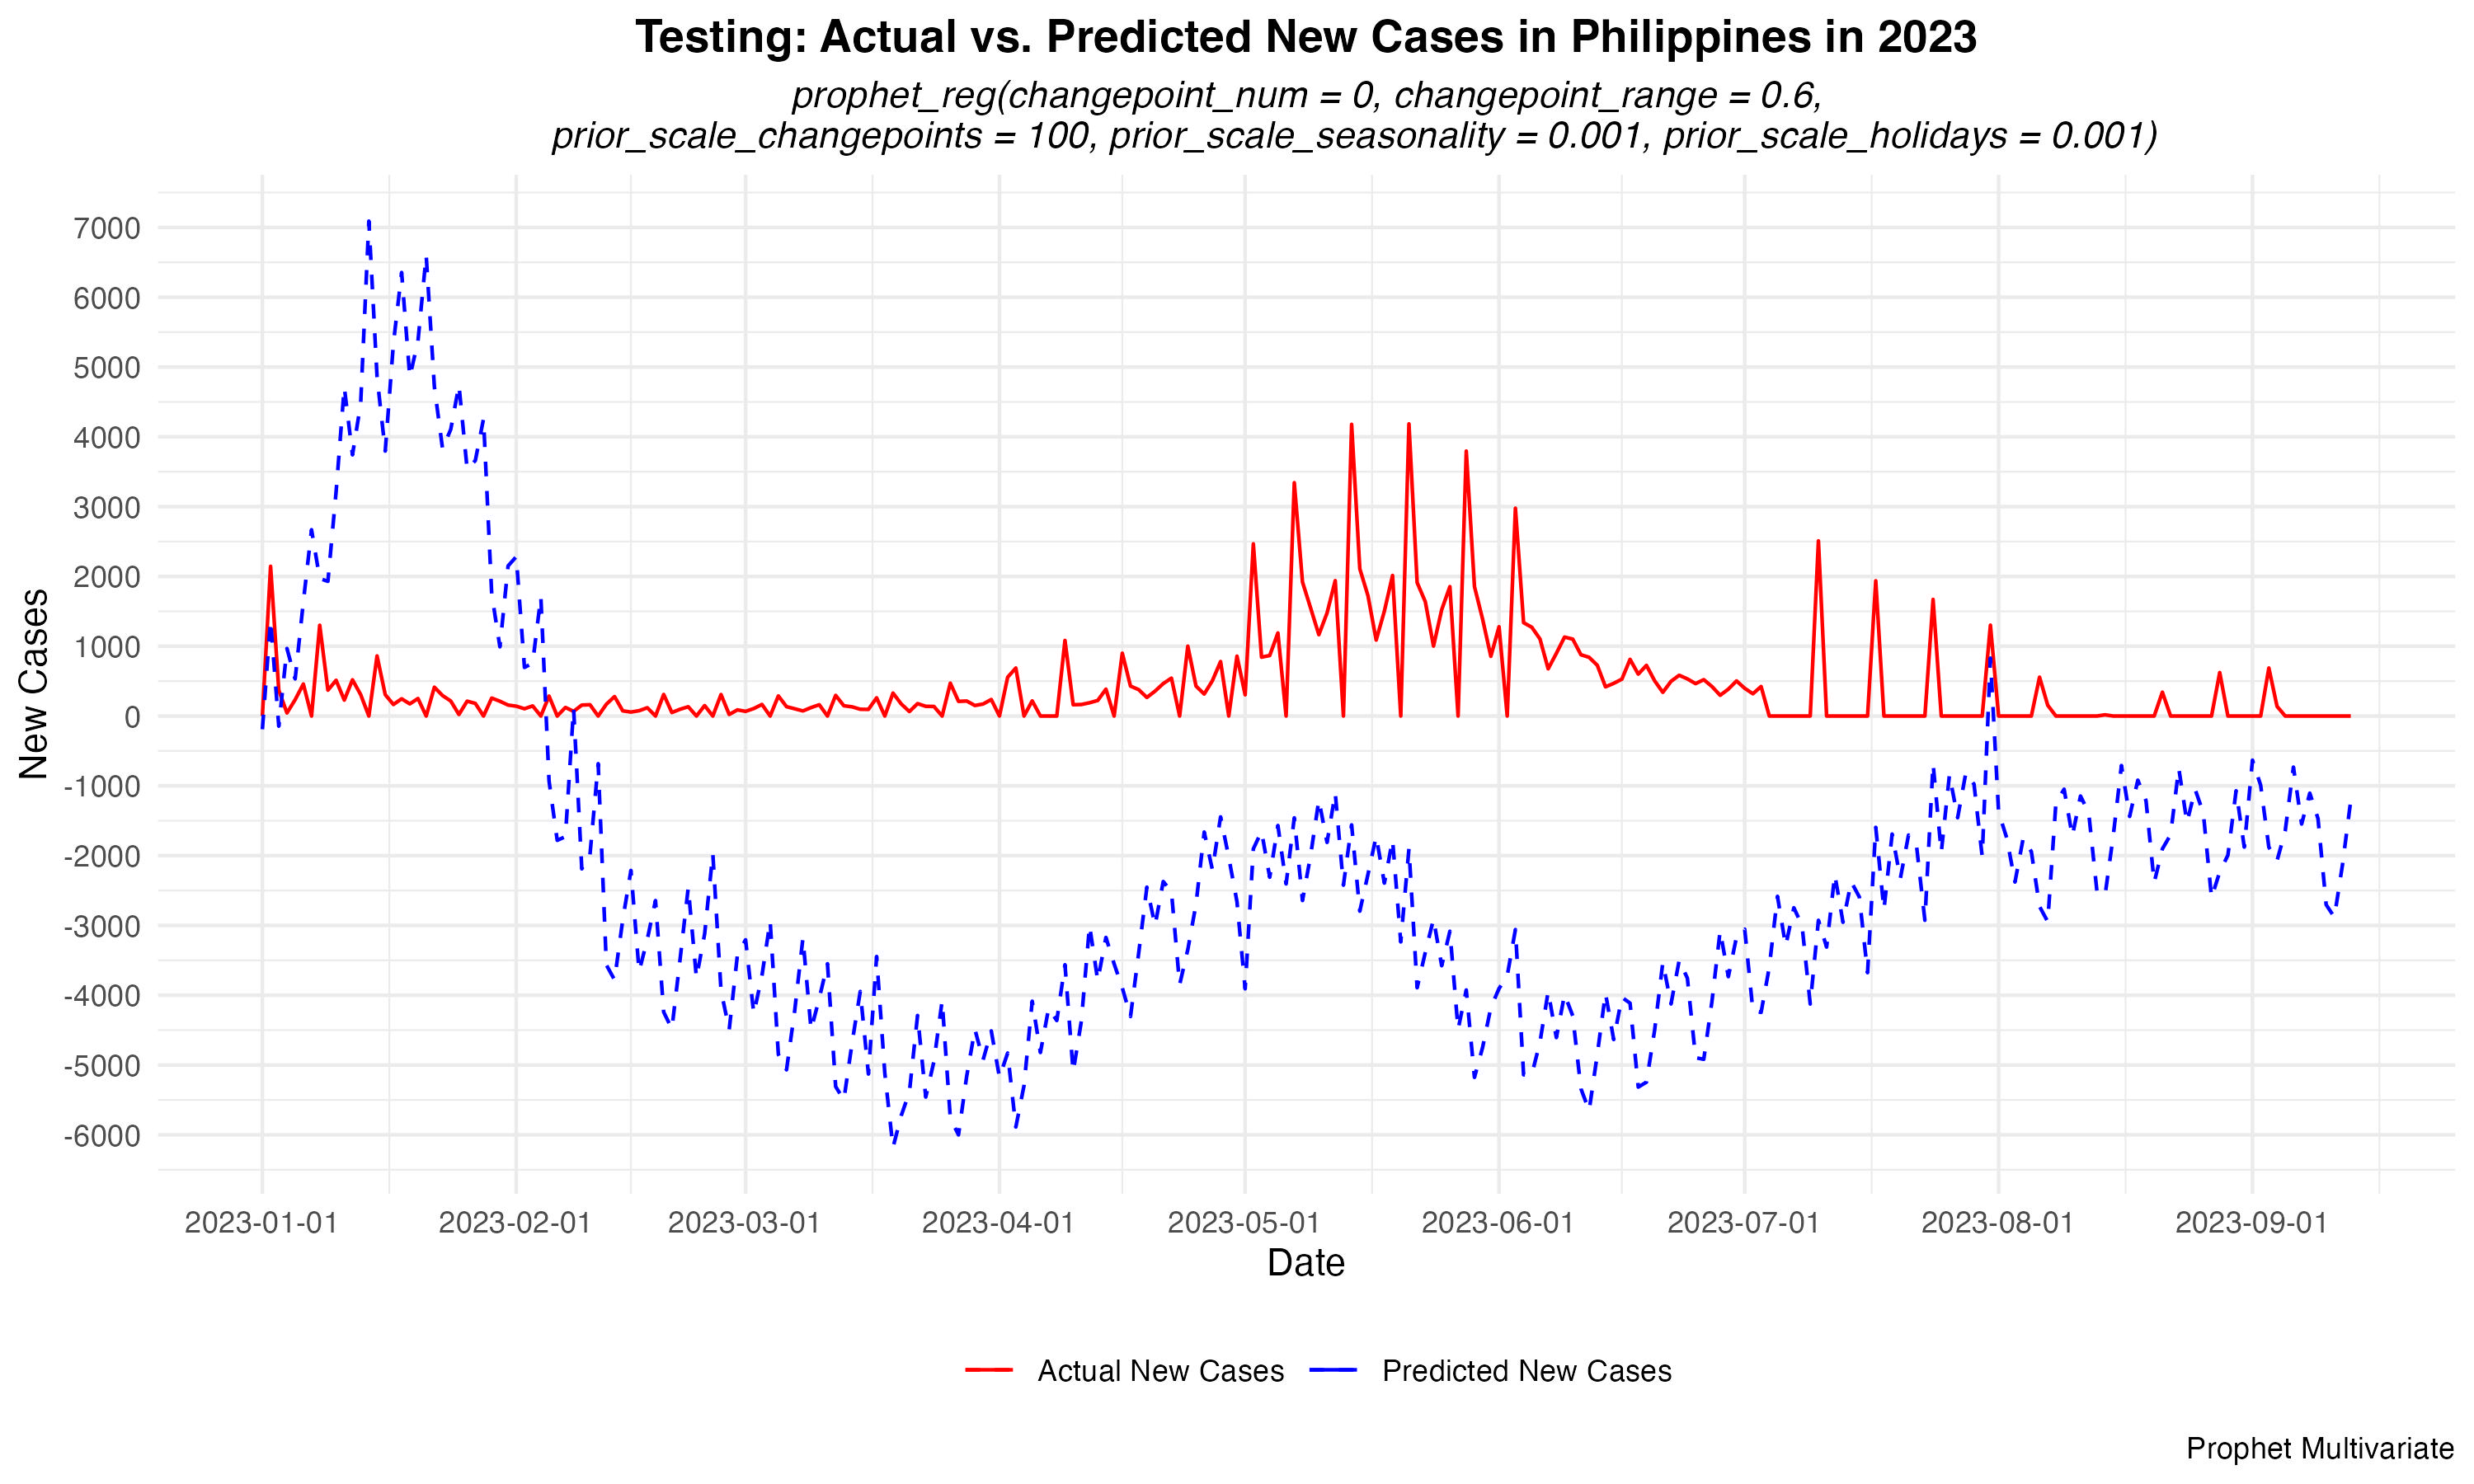 Testing: Actual vs. Predicted New Cases in Philippines in 2023
prophet_reg(changepoint_num = 0, changepoint_range = 0.6,
prior_scale_changepoints = 100, prior_scale_seasonality = 0.001, prior_scale_holidays = 0.001)
New Cases
7000
6000
5000
4000
3000
2000
1000
0
-1000
-2000
-3000
-4000
-5000
-6000
2023-01-01 2023-02-01 2023-03-01 2023-04-01 2023-05-01 2023-06-01 2023-07-01 2023-08-01 2023-09-01
Date
Actual New Cases Predicted New Cases
Prophet Multivariate